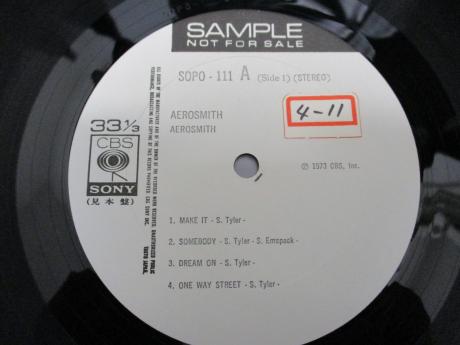 SAMPLE
NOT FOR SALE
SOPO - 111 A (Side 1) (STEREO)
AEROSMITH
AEROSMITH
4-11
33 1/3
CBS
SONY
(見本盤)
Ⓟ 1973 CBS, Inc.
1. MAKE IT - S. Tyler-
2. SOMEBODY - S. Tyler - S. Emspack -
3. DREAM ON - S. Tyler -
4. ONE WAY STREET - S. Tyler -